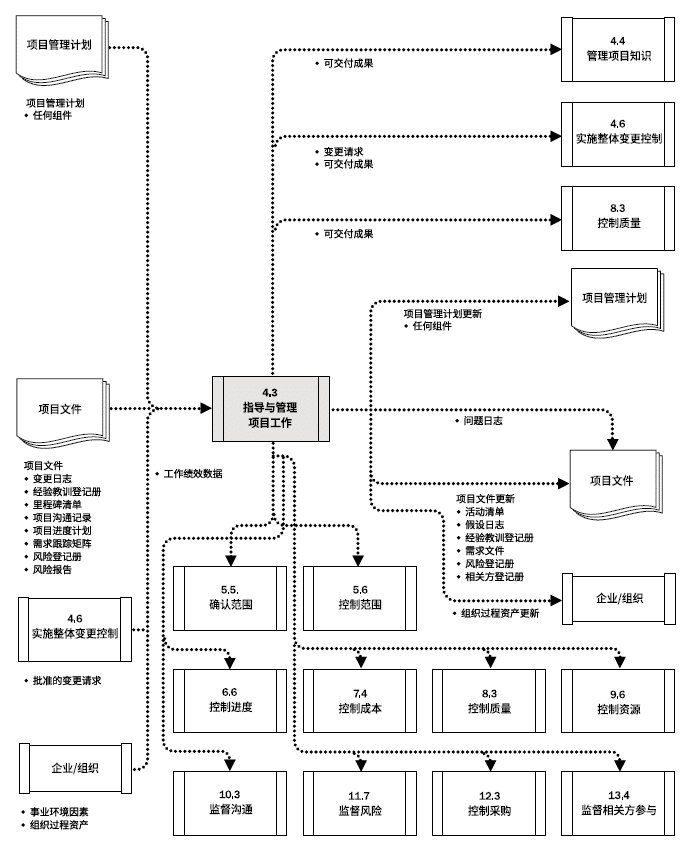 项目管理计划
项目管理计划
• 任何组件
4.4
管理项目知识
• 可交付成果
4.6
实施整体变更控制
• 变更请求
• 可交付成果
8.3
控制质量
• 可交付成果
项目管理计划
项目管理计划更新
• 任何组件
项目文件
4.3
指导与管理
项目工作
• 问题日志
项目文件
• 变更日志
• 经验教训登记册
• 里程碑清单
• 项目沟通记录
• 项目进度计划
• 需求跟踪矩阵
• 风险登记册
• 风险报告
• 工作绩效数据
项目文件
项目文件更新
• 活动清单
• 假设日志
• 经验教训登记册
• 需求文件
• 风险登记册
• 相关方登记册
5.5.
确认范围
5.6
控制范围
企业/组织
• 组织过程资产更新
4.6
实施整体变更控制
• 批准的变更请求
6.6
控制进度
7.4
控制成本
8.3
控制质量
9.6
控制资源
企业/组织
• 事业环境因素
• 组织过程资产
10.3
监督沟通
11.7
监督风险
12.3
控制采购
13.4
监督相关方参与